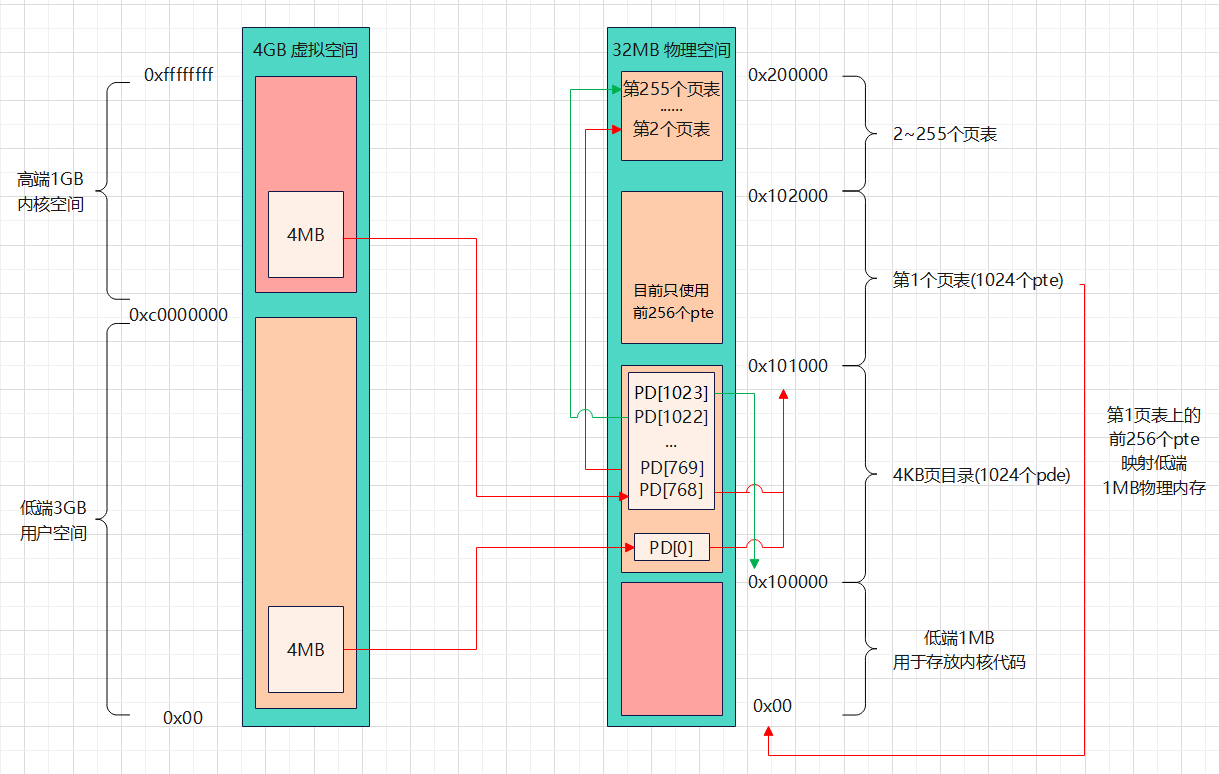 4GB 虚拟空间
0xffffffff
高端1GB
内核空间
4MB
0xc0000000
低端3GB
用户空间
4MB
0x00
32MB 物理空间
第255个页表
......
第2个页表
目前只使用
前256个pte
PD[1023]
PD[1022]
...
PD[769]
PD[768]
PD[0]
0x200000
2~255个页表
0x102000
第1个页表(1024个pte)
0x101000
4KB页目录(1024个pde)
0x100000
低端1MB
用于存放内核代码
0x00
第1页表上的
前256个pte
映射低端
1MB物理内存